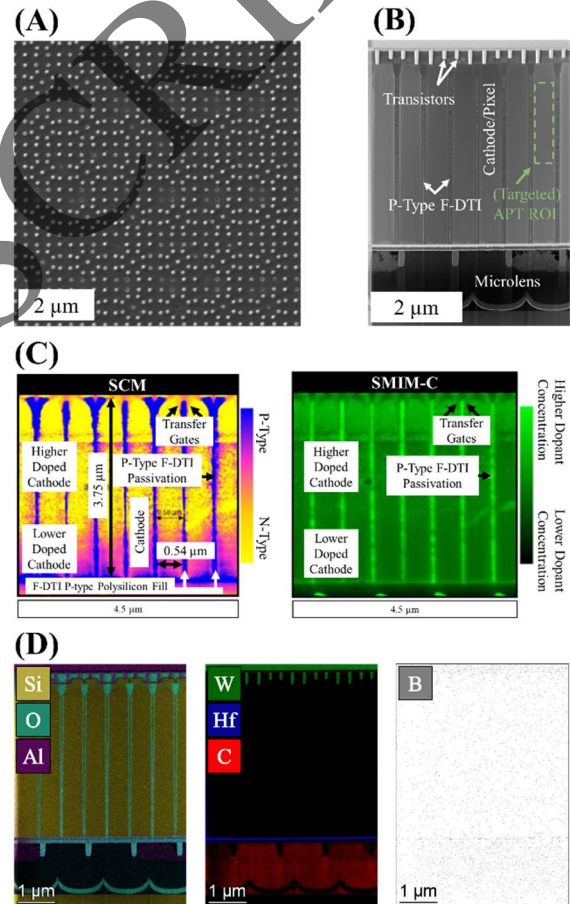 (A)
(B)
Transistors
Cathode/Pixel
P-Type F-DTI
(Targeted)
APT ROI
Microlens
2 μm
2 μm
(C)
SCM
SMIM-C
P-Type
N-Type
Higher Dopant
Concentration
Lower Dopant
Concentration
Transfer
Gates
Higher
Doped
Cathode
P-Type F-DTI
Passivation
3.75 μm
Cathode
0.54 μm
Lower
Doped
Cathode
F-DTI P-type Polysilicon Fill
4.5 μm
Transfer
Gates
Higher
Doped
Cathode
P-Type F-DTI
Passivation
Lower
Doped
Cathode
4.5 μm
(D)
Si
O
Al
1 μm
W
Hf
C
1 μm
B
1 μm